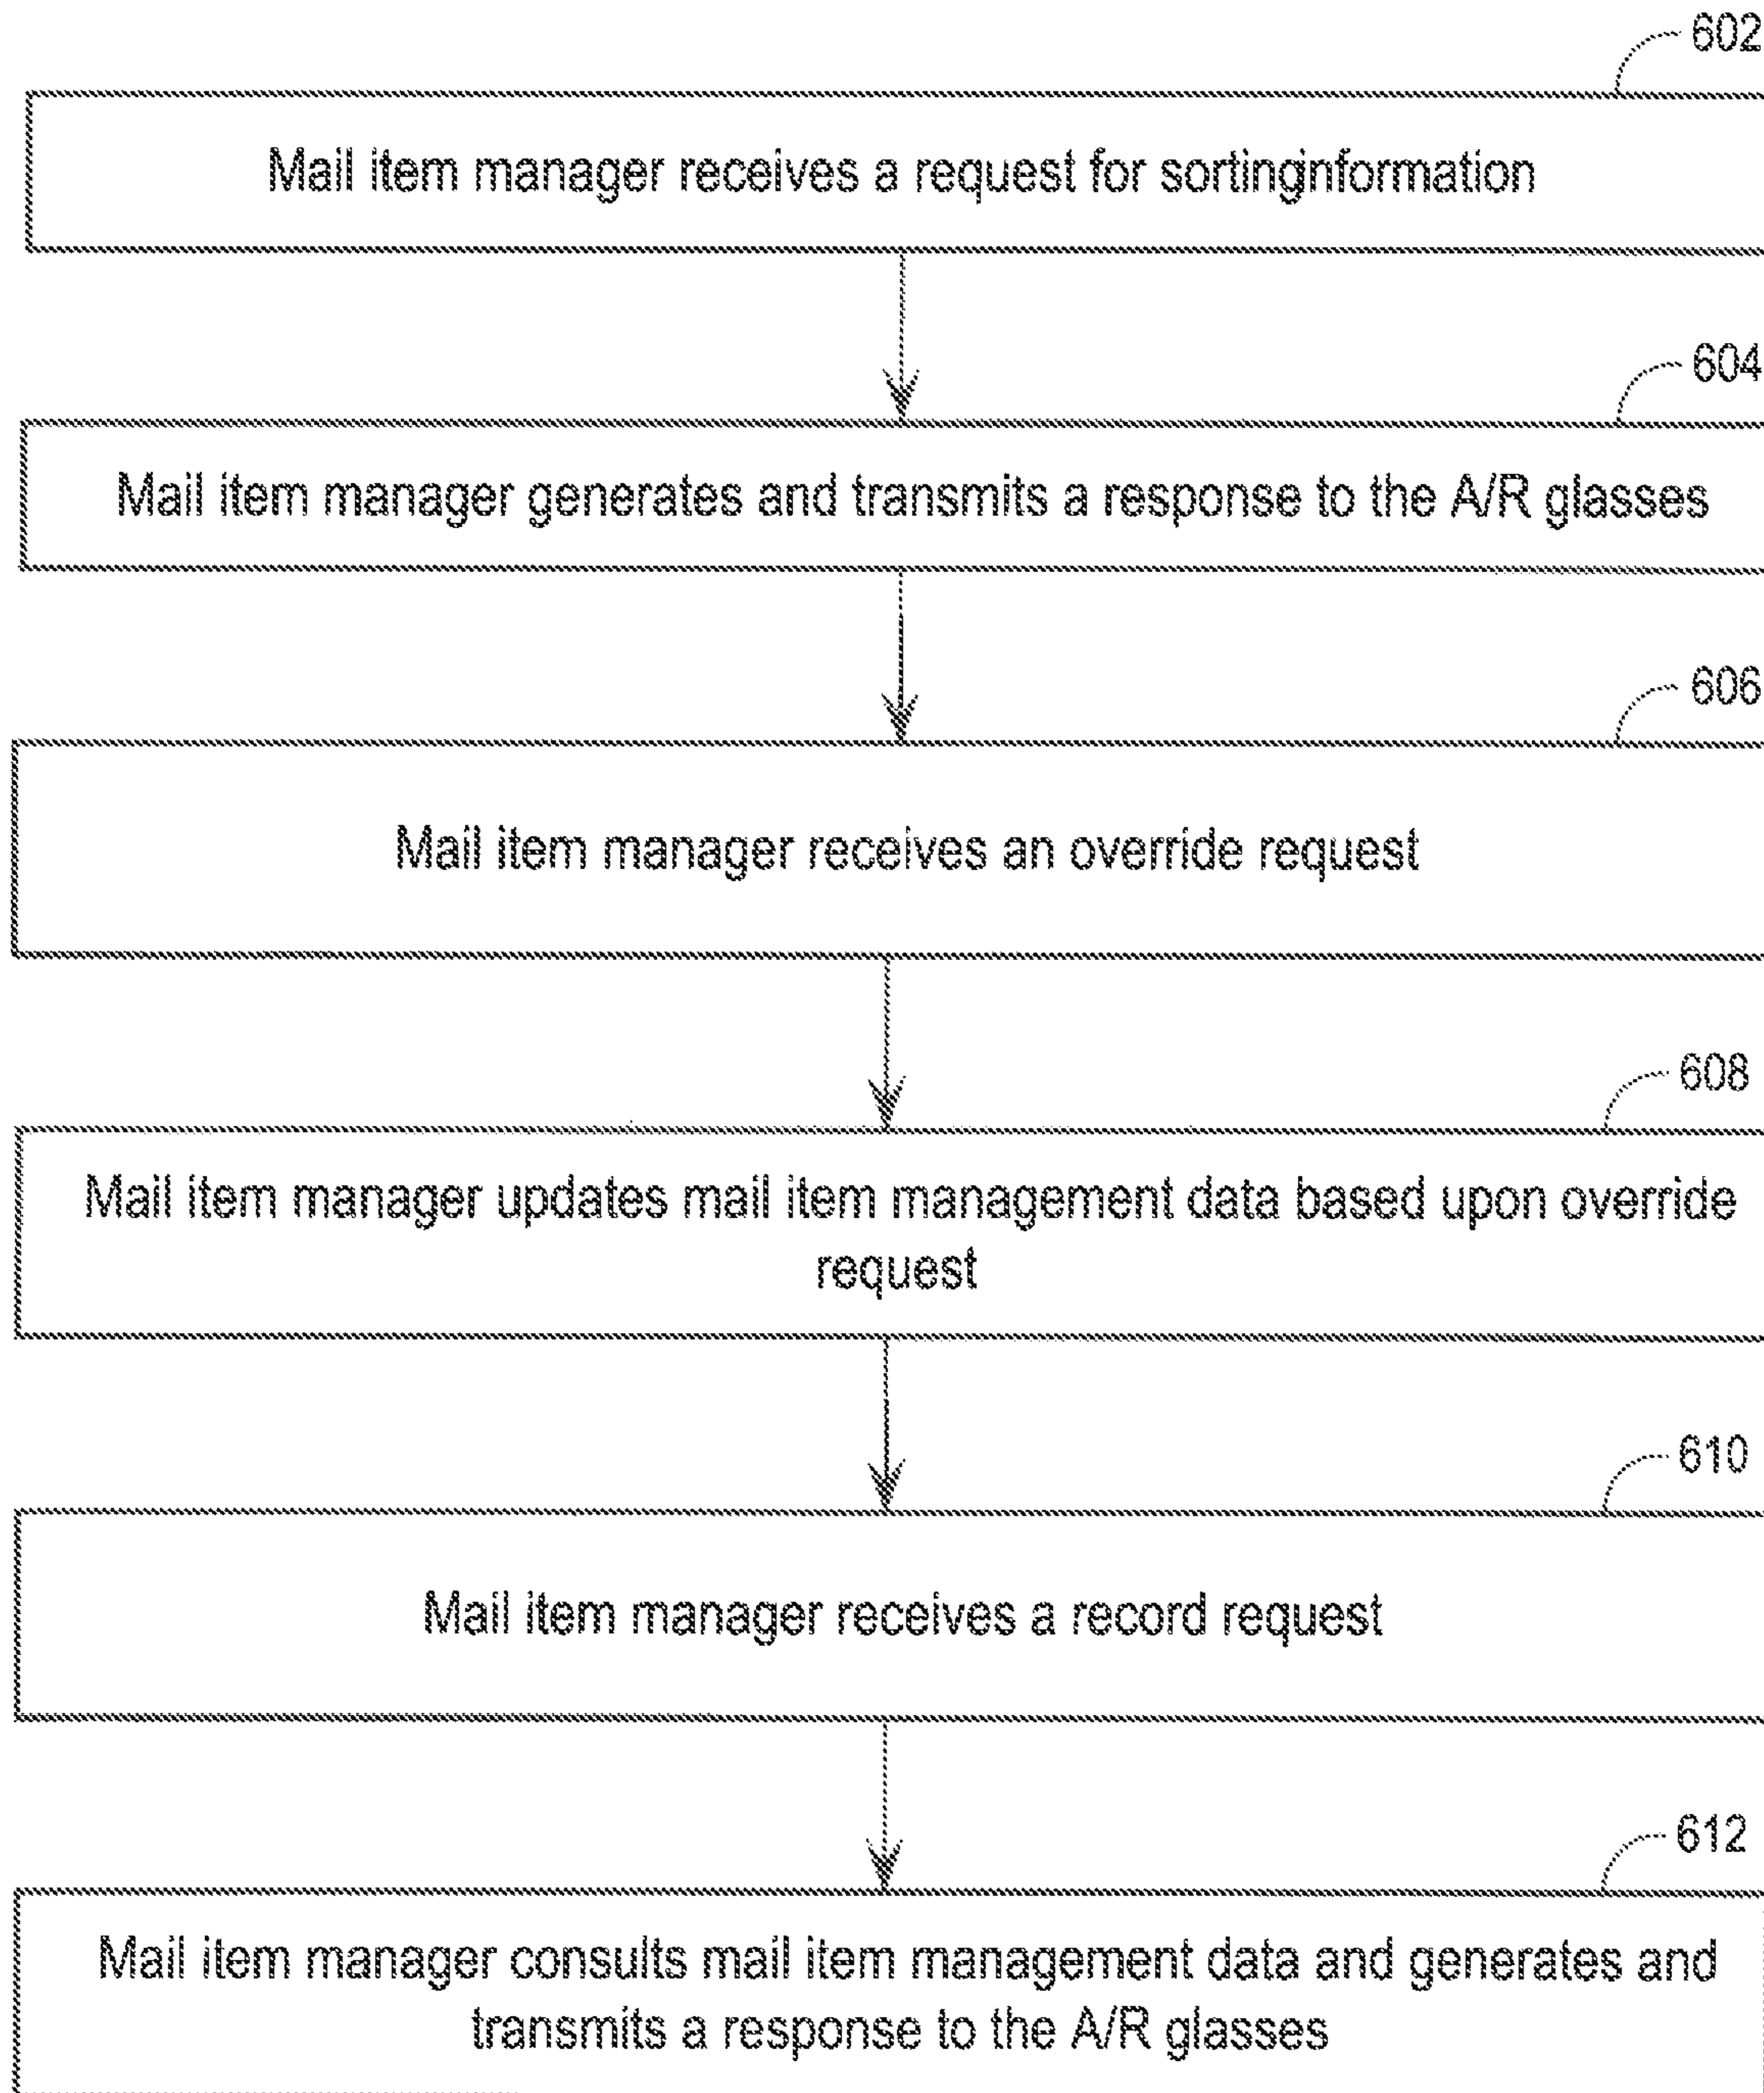 602
Mail item manager receives a request for sortinginformation
604
Mail item manager generates and transmits a response to the A/R glasses
606
Mail item manager receives an override request
608
Mail item manager updates mail item management data based upon override
request
610
Mail item manager receives a record request
612
Mail item manager consults mail item management data and generates and
transmits a response to the A/R glasses